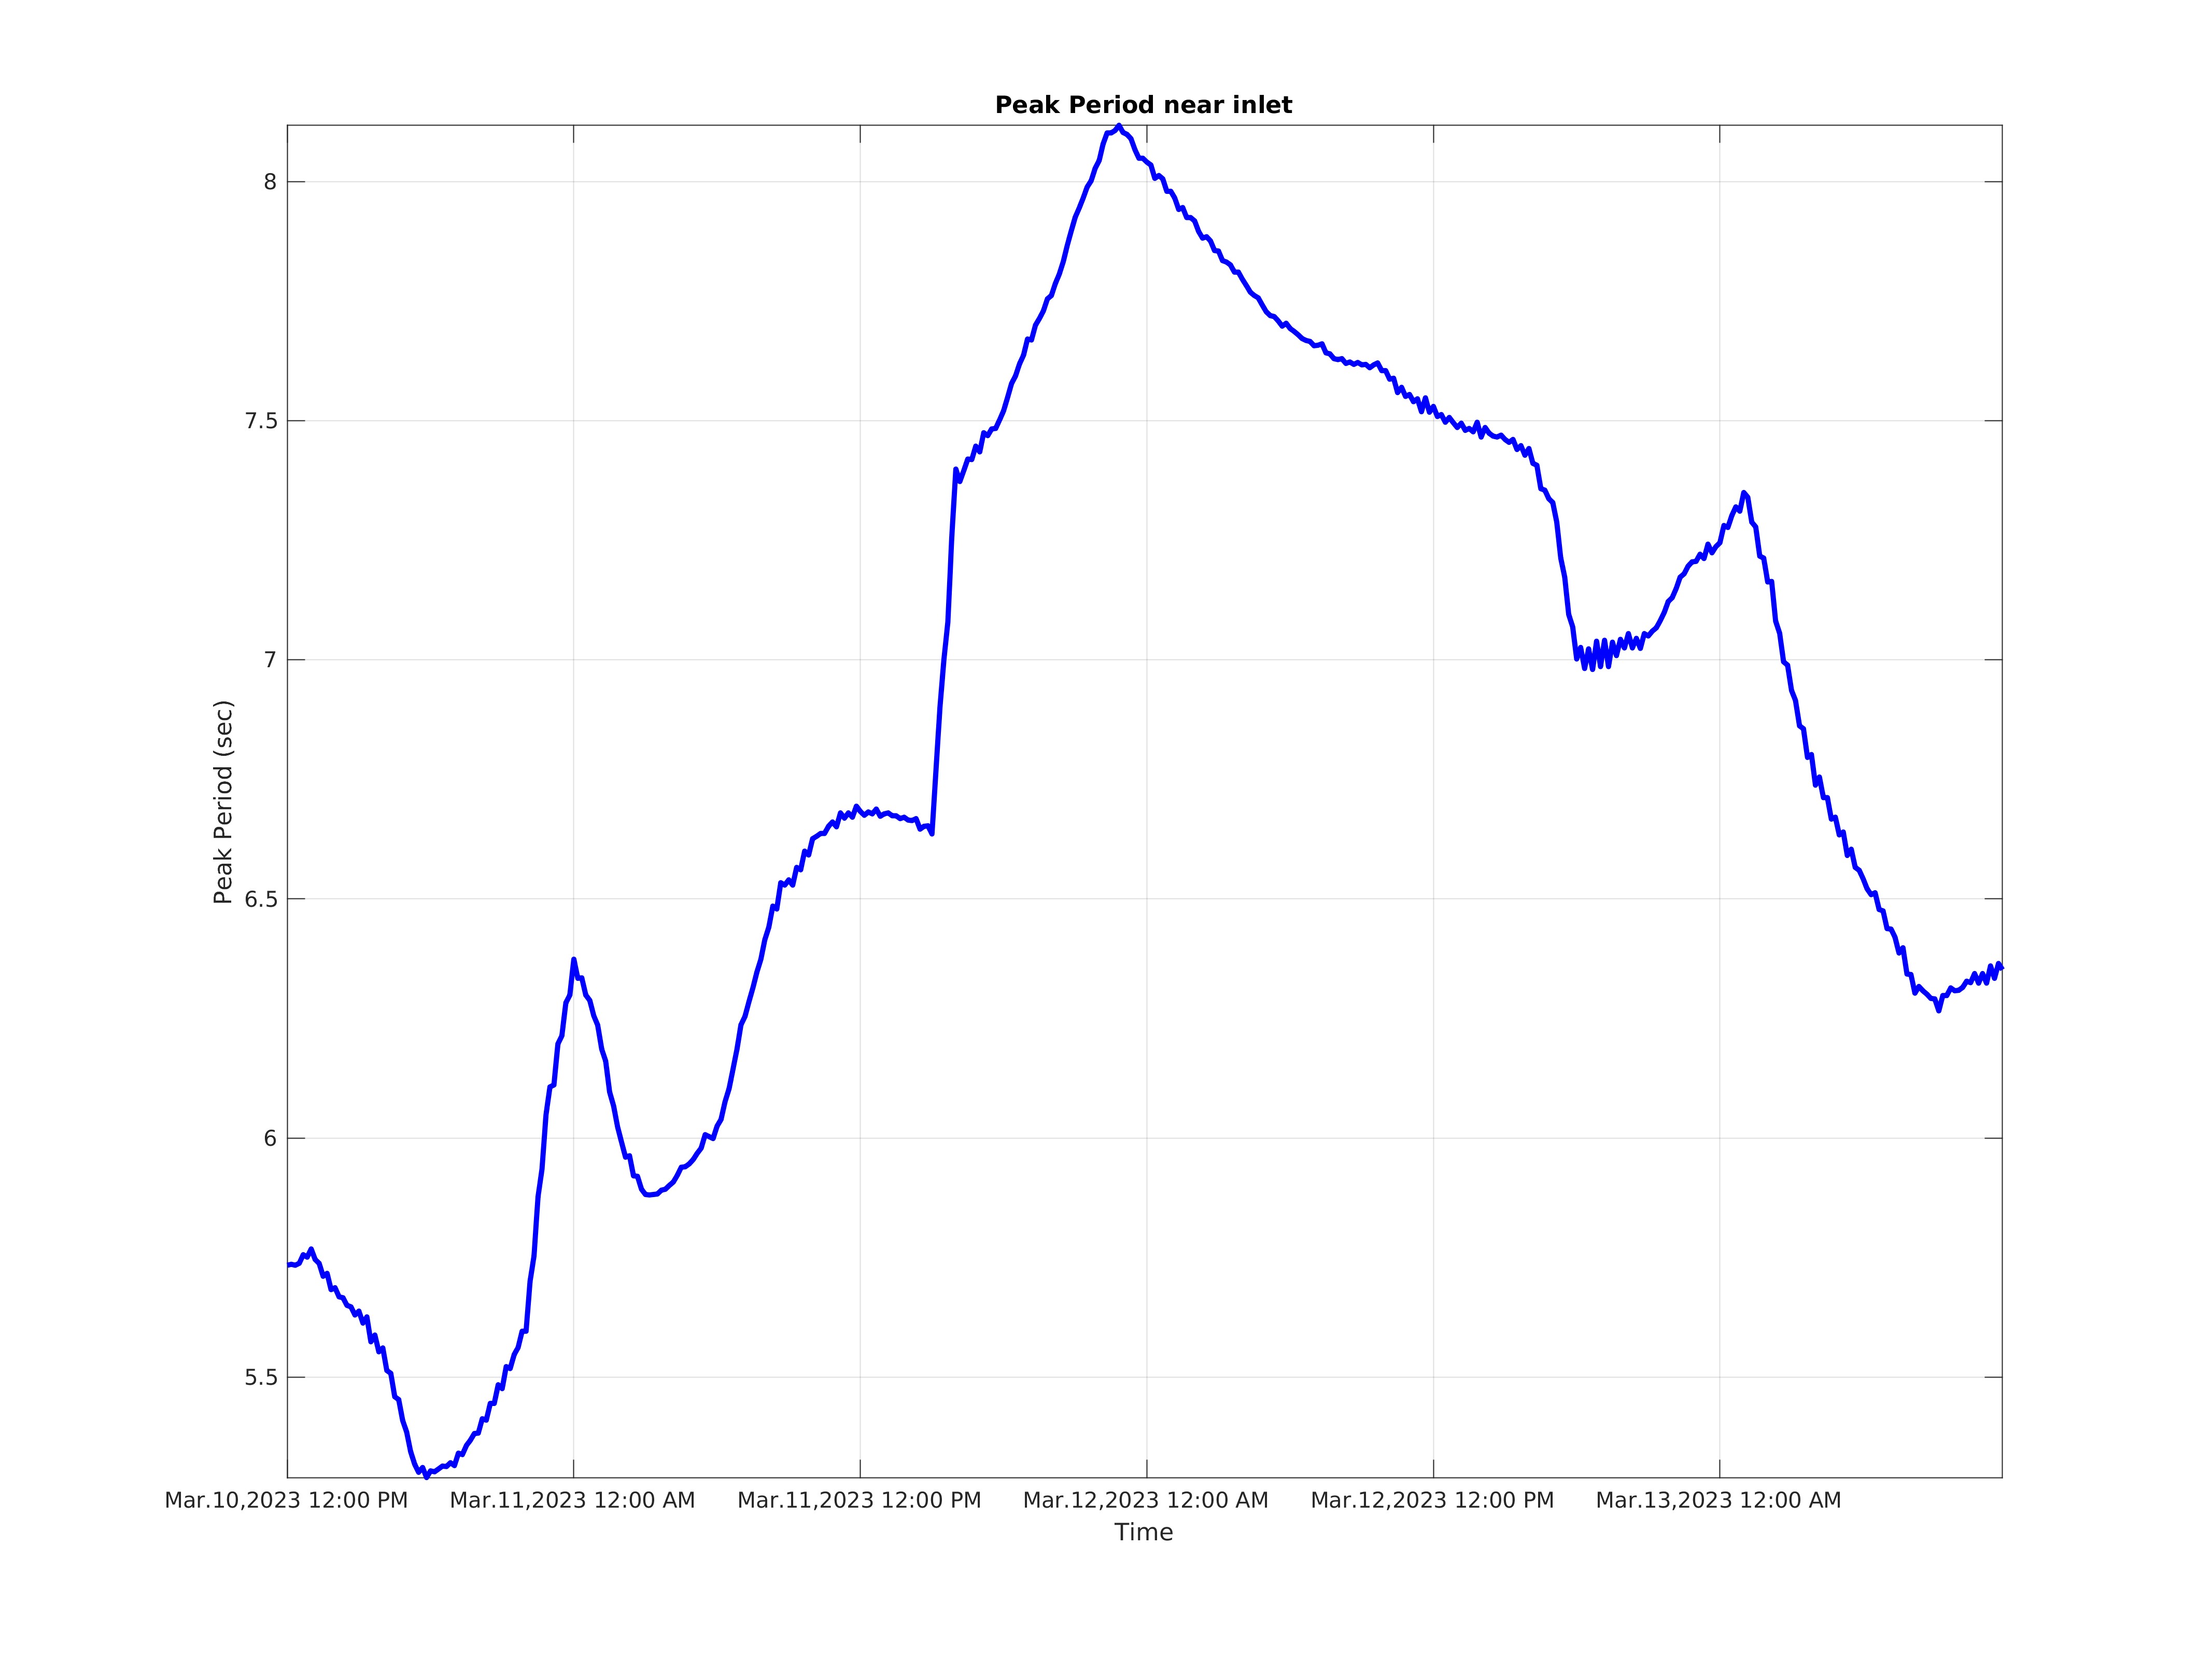 Peak Period near inlet
8
7.5
7
6.5
6
5.5
Peak Period (sec)
Mar.10,2023 12:00 PM
Mar.11,2023 12:00 AM
Mar.11,2023 12:00 PM
Mar.12,2023 12:00 AM
Mar.12,2023 12:00 PM
Mar.13,2023 12:00 AM
Time